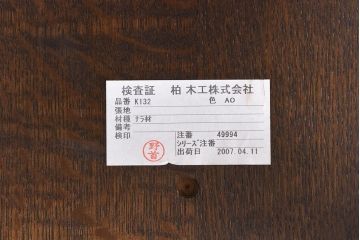 検査証 柏木工株式会社
品番 K132 色 AO
張地
材種 ナラ材
備考
検印 注番 49994
野首 シリーズ注番
出荷日 2007.04.11